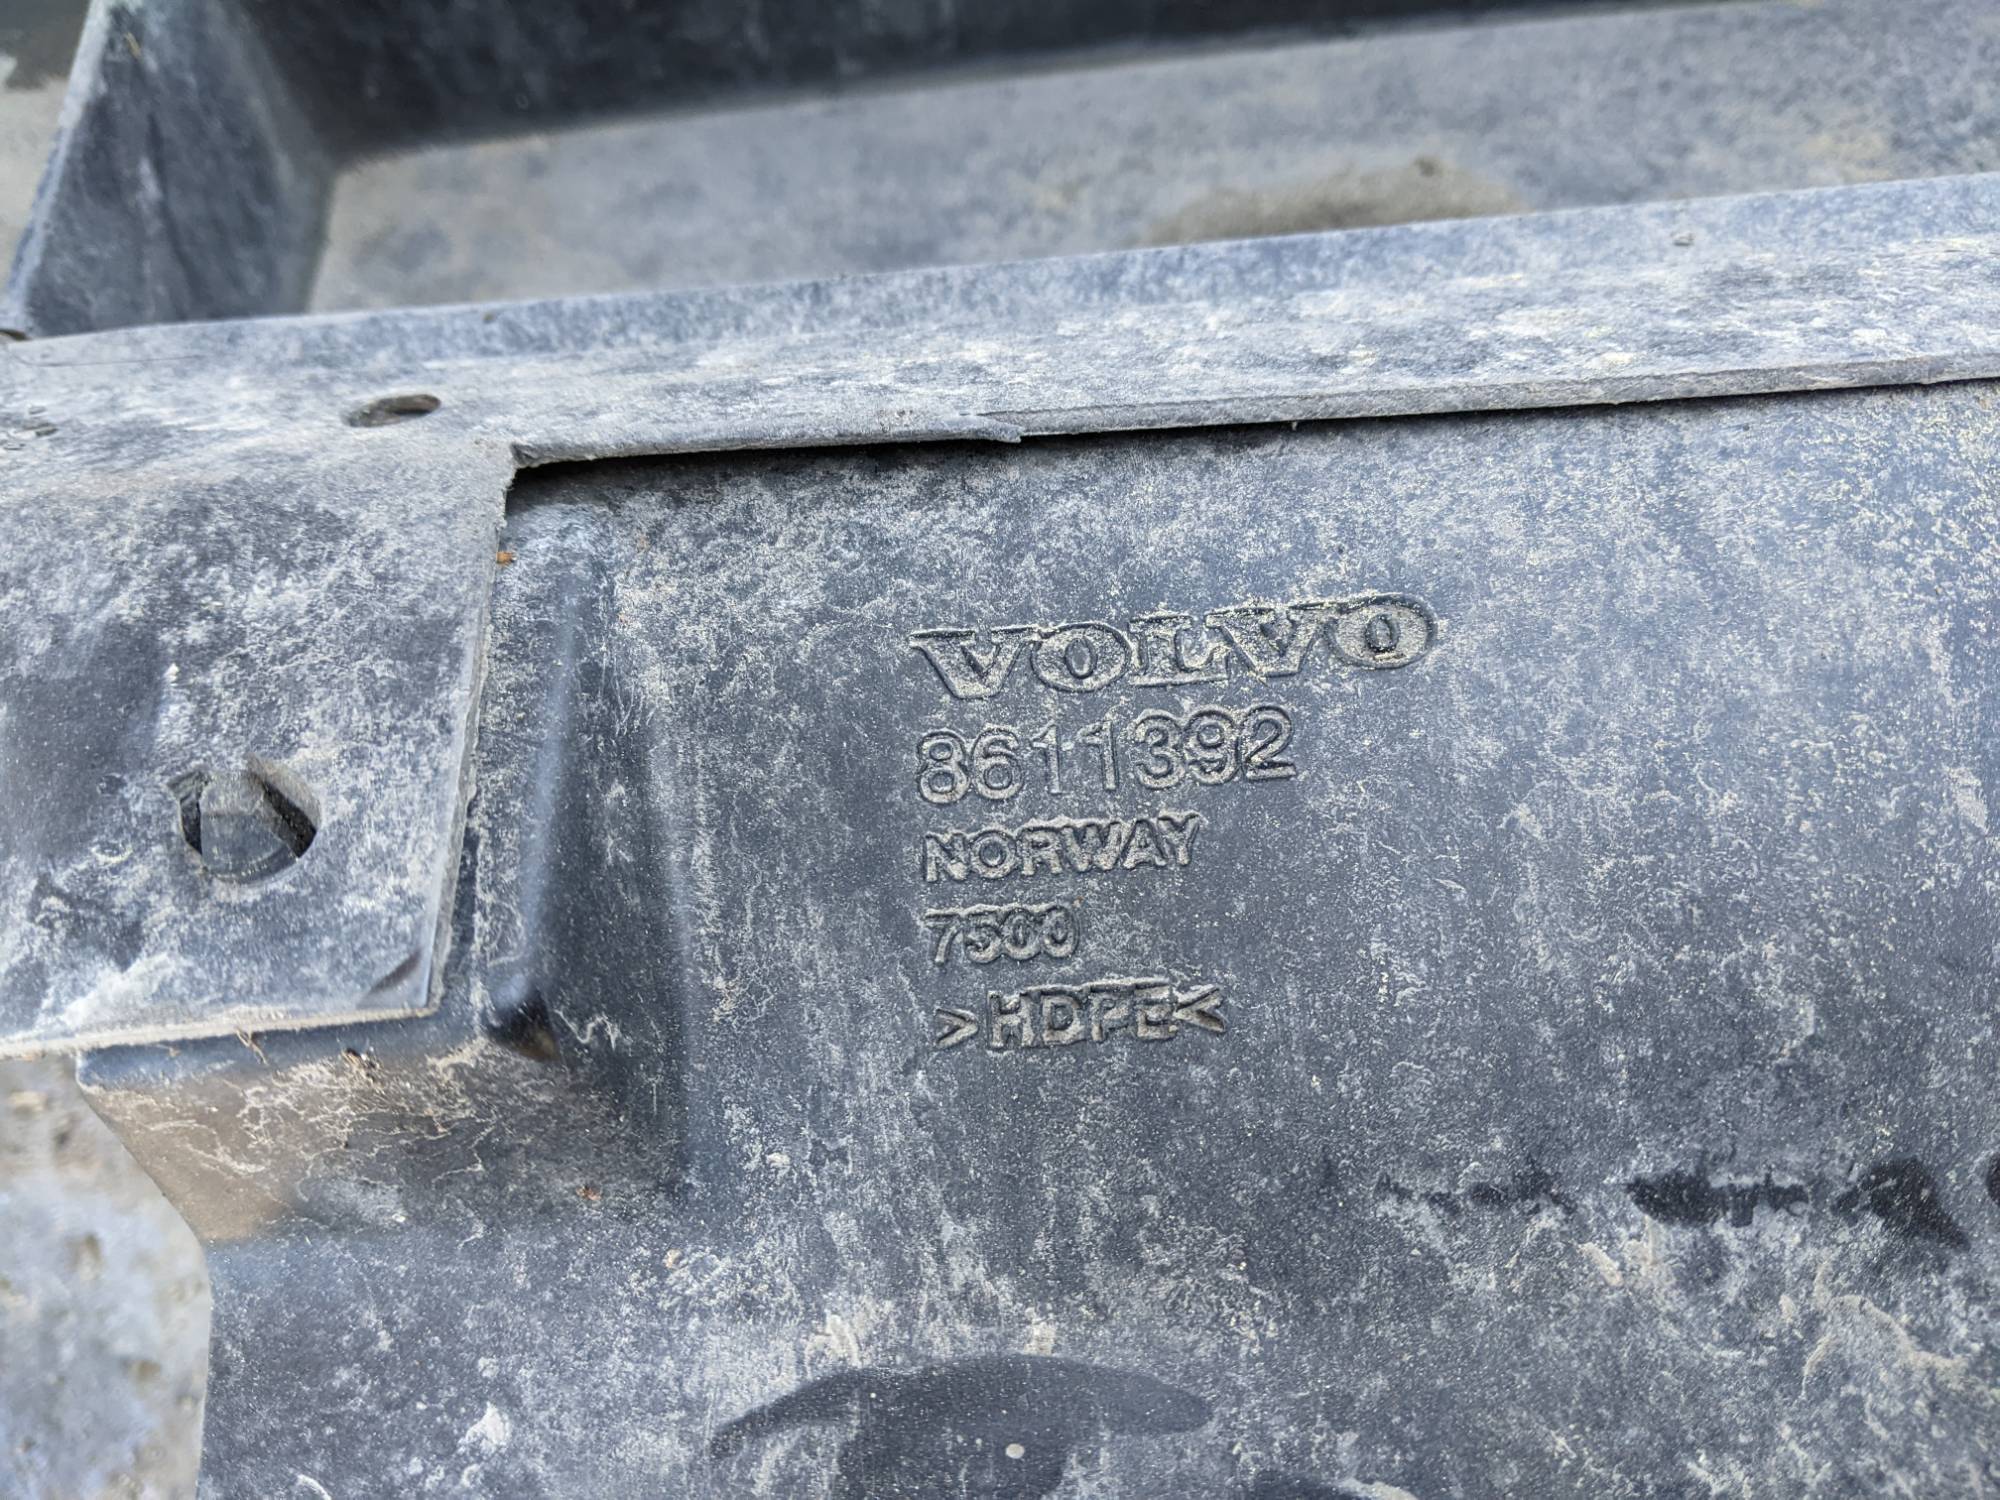 VOLVO
8611392
NORWAY
7500
>HDPE<